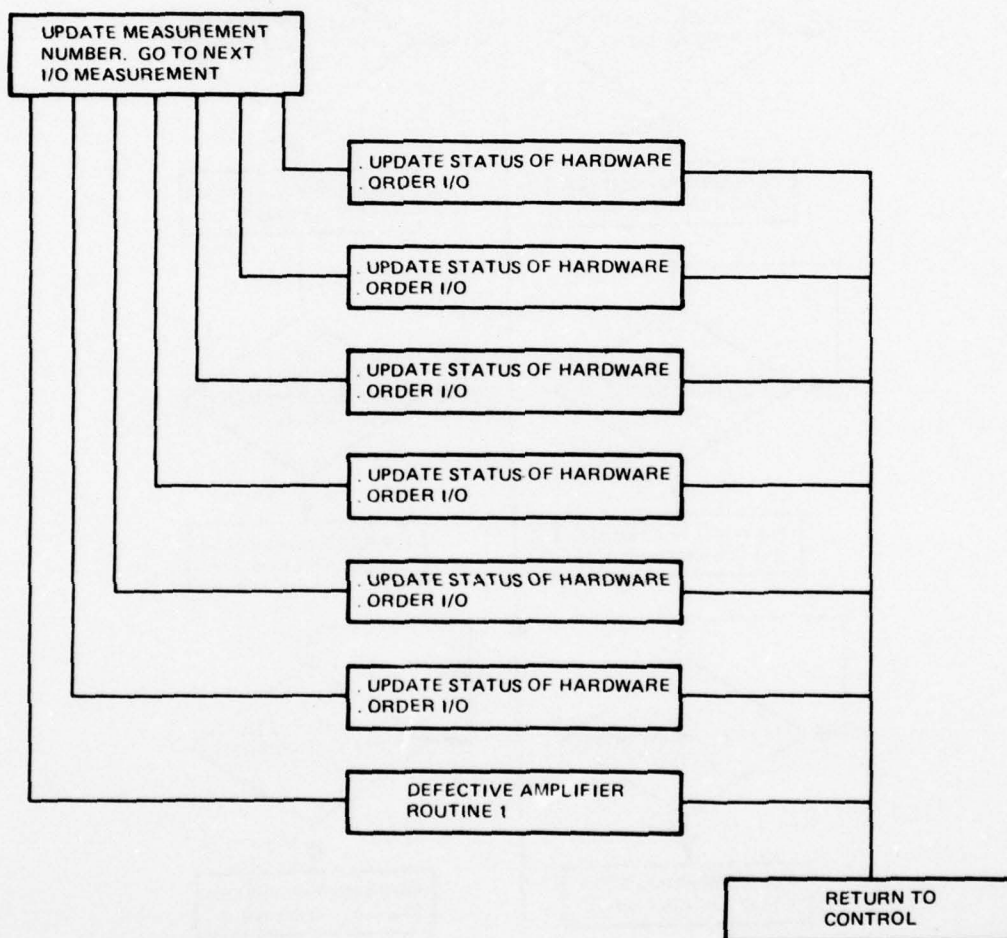 UPDATE MEASUREMENT
NUMBER. GO TO NEXT
I/O MEASUREMENT
. UPDATE STATUS OF HARDWARE
. ORDER I/O
. UPDATE STATUS OF HARDWARE
ORDER I/O
. UPDATE STATUS OF HARDWARE
ORDER I/O
. UPDATE STATUS OF HARDWARE
. ORDER I/O
. UPDATE STATUS OF HARDWARE
. ORDER I/O
. UPDATE STATUS OF HARDWARE
. ORDER I/O
DEFECTIVE AMPLIFIER
ROUTINE 1
RETURN TO
CONTROL